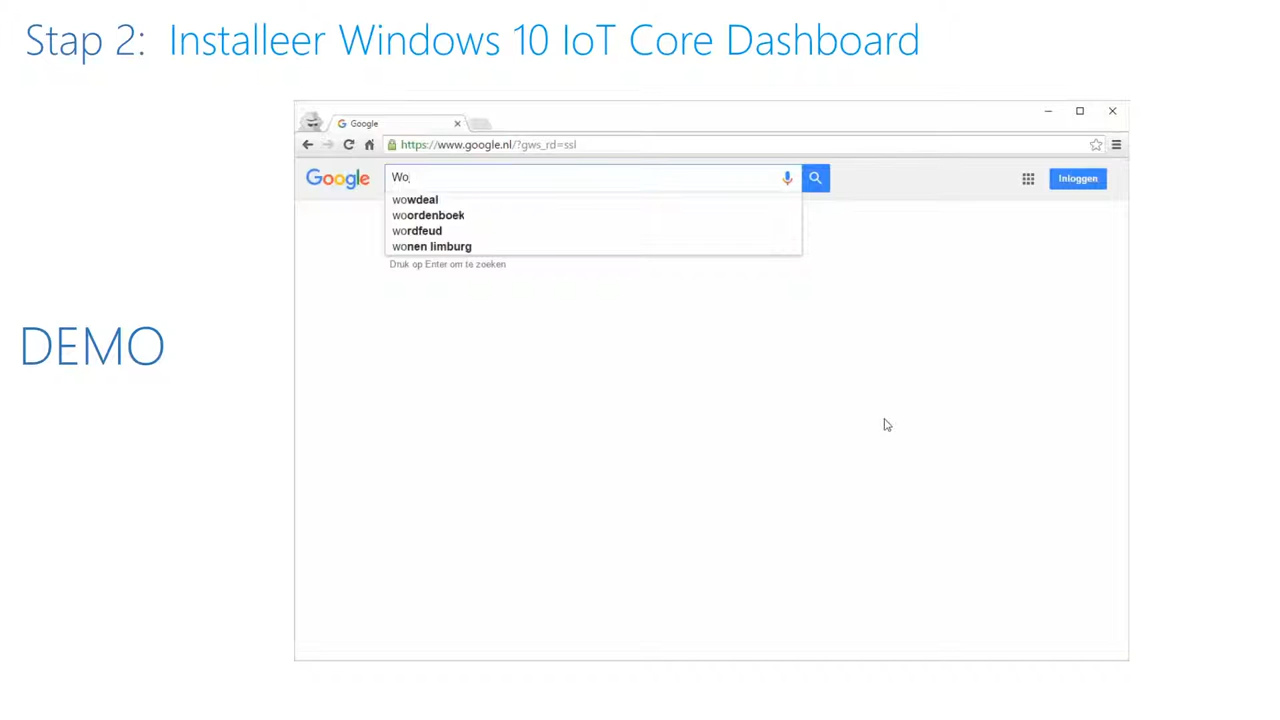 Stap 2: Installeer Windows 10 IoT Core Dashboard
Google
https://www.google.nl/?gws_rd=ssl
Google
Wo
Inloggen
wowdeal
woordenboek
wordfeud
wonen limburg
Druk op Enter om te zoeken
DEMO